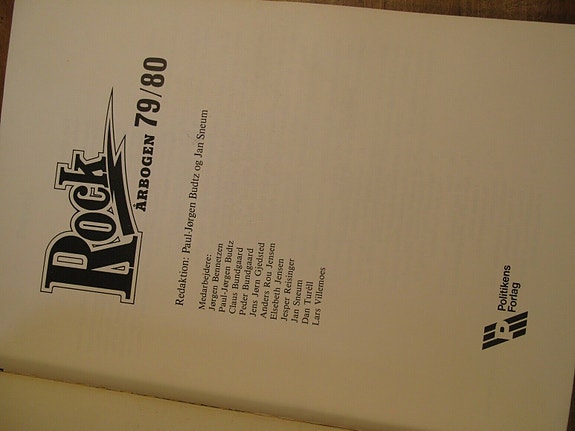 Rock
ÅRBOGEN 79/80
Redaktion: Paul-Jørgen Budtz og Jan Sneum
Medarbejdere:
Jørgen Bennetzen
Paul-Jørgen Budtz
Claus Bundgaard
Peder Bundgaard
Jens Jørn Gjedsted
Anders Rou Jensen
Elsebeth Jensen
Jesper Reisinger
Jan Sneum
Dan Turèll
Lars Villemoes
Politikens
Forlag